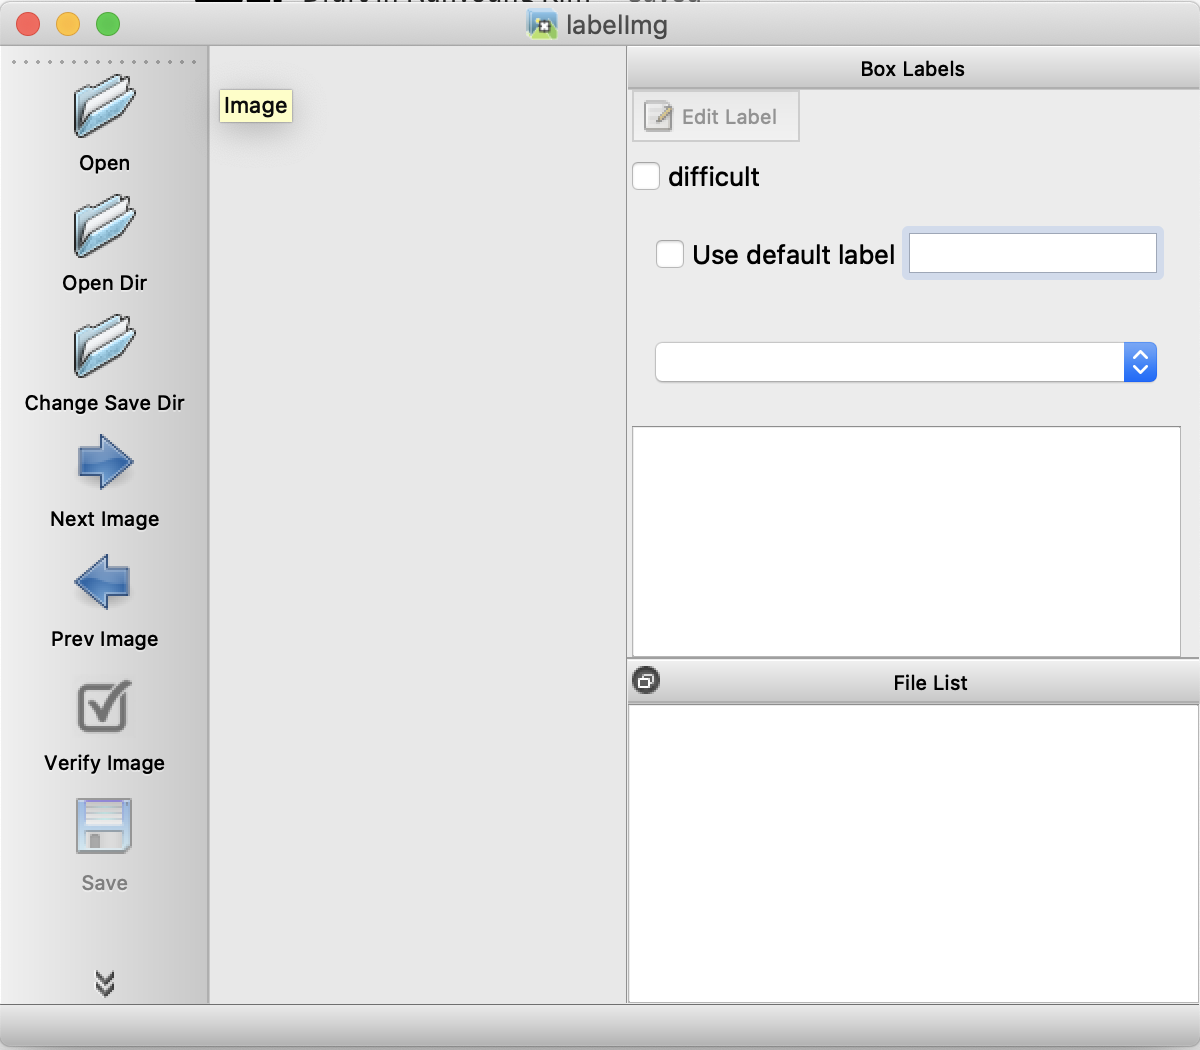 labelImg
Open
Open Dir
Change Save Dir
Next Image
Prev Image
Verify Image
Save
Image
Box Labels
Edit Label
difficult
Use default label
File List